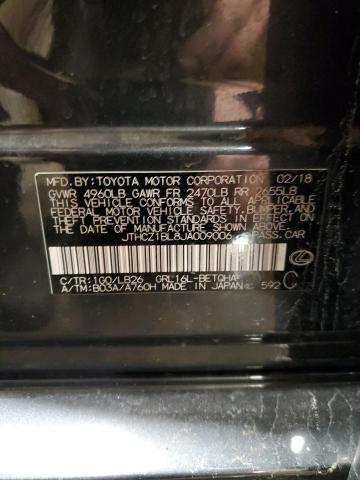 MFD.BY:TOYOTA MOTOR CORPORATION 02/18
GVWR 4960LB GAWR FR 2470LB RR 2655LB
THIS VEHICLE CONFORMS TO ALL APPLICABLE
FEDERAL MOTOR VEHICLE SAFETY, BUMPER, AND
THEFT PREVENTION STANDARDS IN EFFECT ON
THE DATE OF MANUFACTURE SHOWN ABOVE.
JTHCZ1BL8JA009006 PASS.CAR
C/TR:1G0/LB26 GRL16L-BETQHA
A/TM:B03A/A760H MADE IN JAPAN 592 C